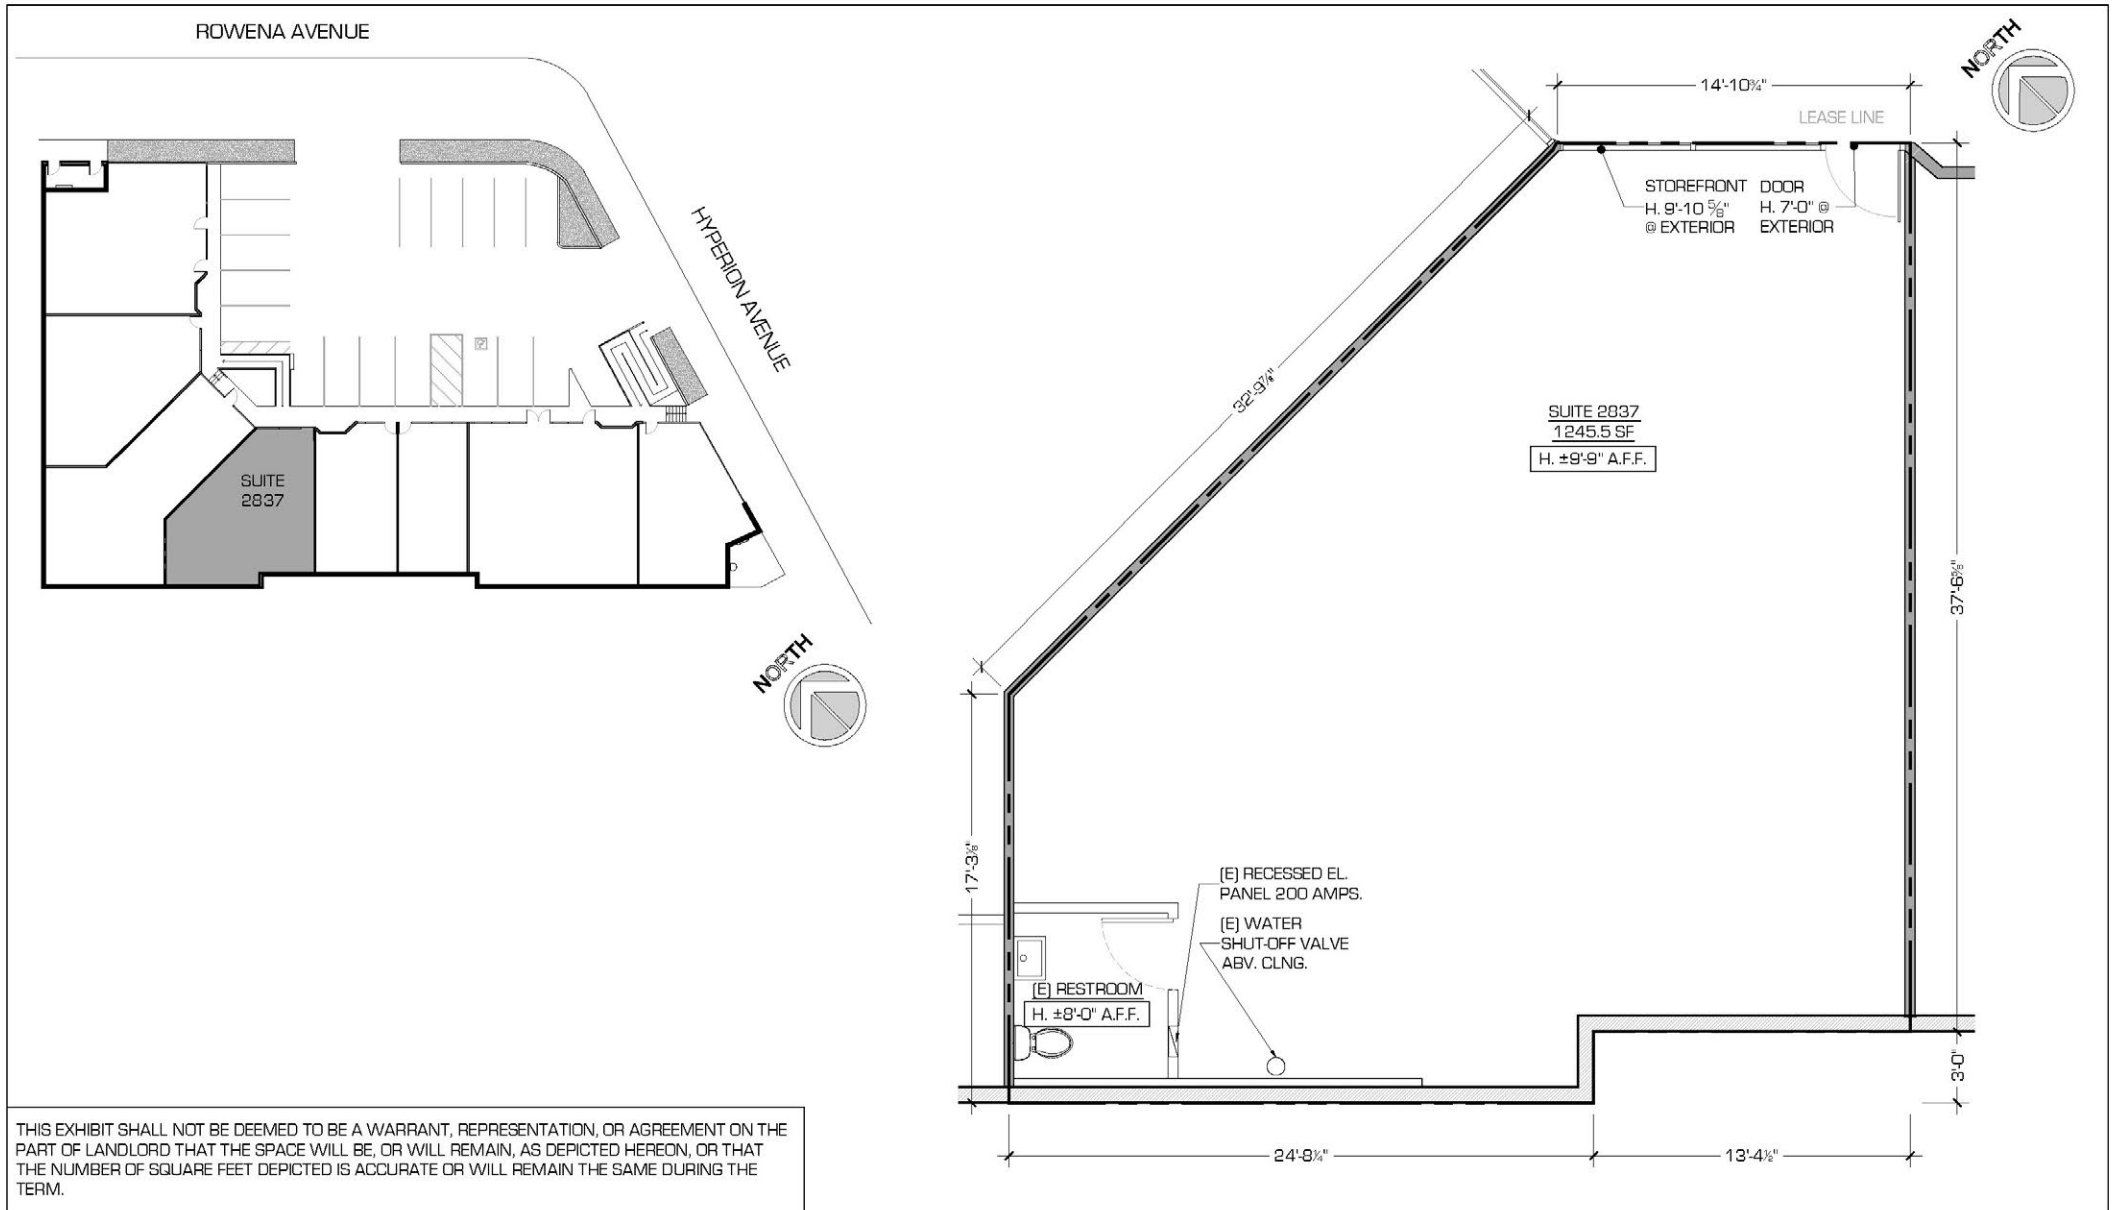 ROWENA AVENUE
HYPERION AVENUE
SUITE
2837
NORTH
NORTH
14'-10¾"
LEASE LINE
STOREFRONT
H. 9'-10 ⅝"
@ EXTERIOR
DOOR
H. 7'-0" @
EXTERIOR
32'-9⅞"
SUITE 2837
1245.5 SF
H. ±9'-9" A.F.F.
37'-6⅝"
17'-3⅞"
(E) RECESSED EL.
PANEL 200 AMPS.
(E) WATER
SHUT-OFF VALVE
ABV. CLNG.
(E) RESTROOM
H. ±8'-0" A.F.F.
3'-0"
24'-8¼"
13'-4½"
THIS EXHIBIT SHALL NOT BE DEEMED TO BE A WARRANT, REPRESENTATION, OR AGREEMENT ON THE
PART OF LANDLORD THAT THE SPACE WILL BE, OR WILL REMAIN, AS DEPICTED HEREON, OR THAT
THE NUMBER OF SQUARE FEET DEPICTED IS ACCURATE OR WILL REMAIN THE SAME DURING THE
TERM.